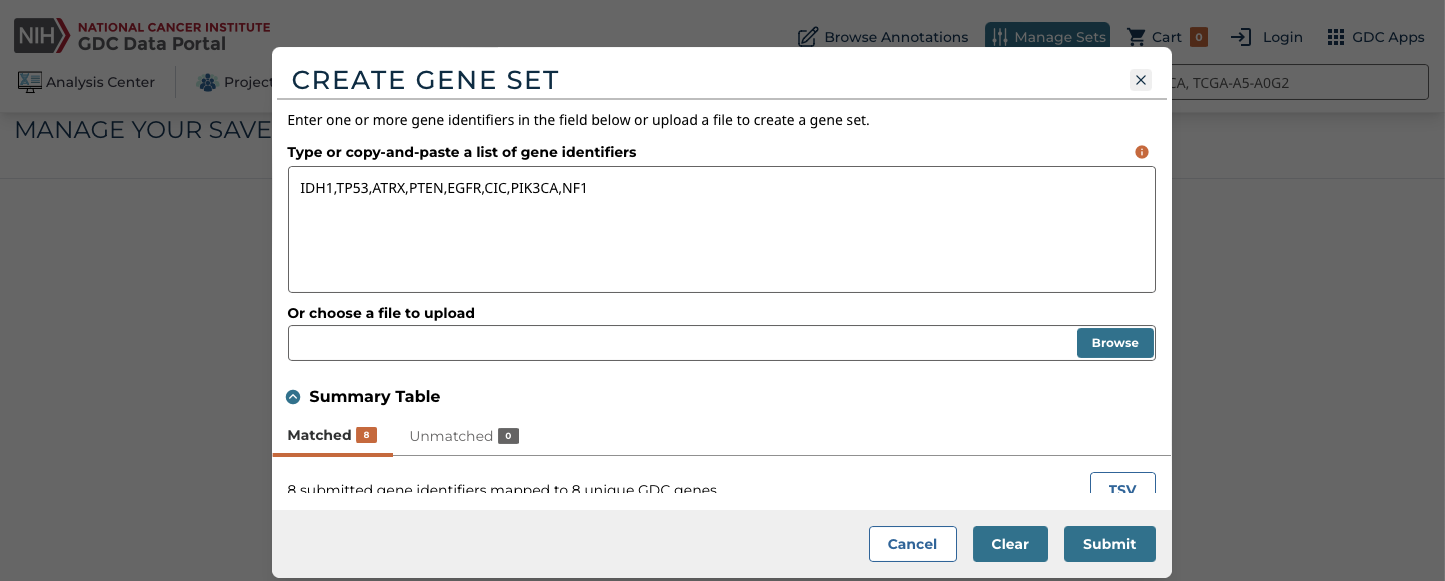 NIH NATIONAL CANCER INSTITUTE
GDC Data Portal
Browse Annotations Manage Sets Cart 0 Login GDC Apps
Analysis Center
CA, TCGA-A5-A0G2
MANAGE YOUR SAVE
CREATE GENE SET
Enter one or more gene identifiers in the field below or upload a file to create a gene set.
Type or copy-and-paste a list of gene identifiers
IDH1,TP53,ATRX,PTEN,EGFR,CIC,PIK3CA,NF1
Or choose a file to upload
Browse
Summary Table
Matched 8 Unmatched 0
8 submitted gene identifiers mapped to 8 unique GDC genes
TSV
Cancel Clear Submit